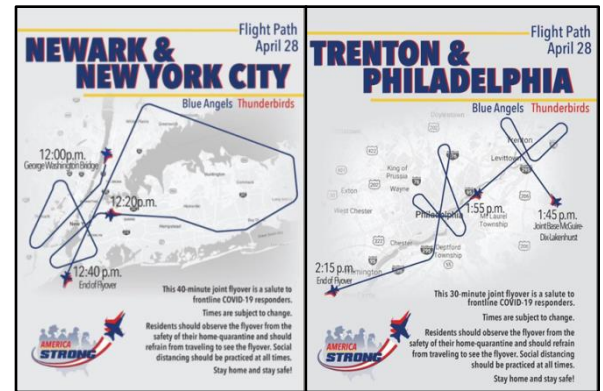 Flight Path
April 28
NEWARK &
NEW YORK CITY
Blue Angels Thunderbirds
12:00p.m.
George Washington Bridge
12:20p.m.
12:40 p.m.
End of Flyover
This 40-minute joint flyover is a salute to
frontline COVID-19 responders.
Times are subject to change.
Residents should observe the flyover from the
safety of their home-quarantine and should
refrain from traveling to see the flyover. Social
distancing should be practiced at all times.
Stay home and stay safe!
AMERICA
STRONG
Flight Path
April 28
TRENTON &
PHILADELPHIA
Blue Angels Thunderbirds
Trenton
Levittown
King of
Prussia
Wayne
Exton
West Chester
Philadelphia
1:55 p.m.
Mt Laurel
Township
1:45 p.m.
Joint Base McGuire-
Dix-Lakehurst
Chester
Deptford
Township
2:15 p.m.
End of Flyover
This 30-minute joint flyover is a salute to
frontline COVID-19 responders.
Times are subject to change.
Residents should observe the flyover from the
safety of their home-quarantine and should
refrain from traveling to see the flyover. Social
distancing should be practiced at all times.
Stay home and stay safe!
AMERICA
STRONG